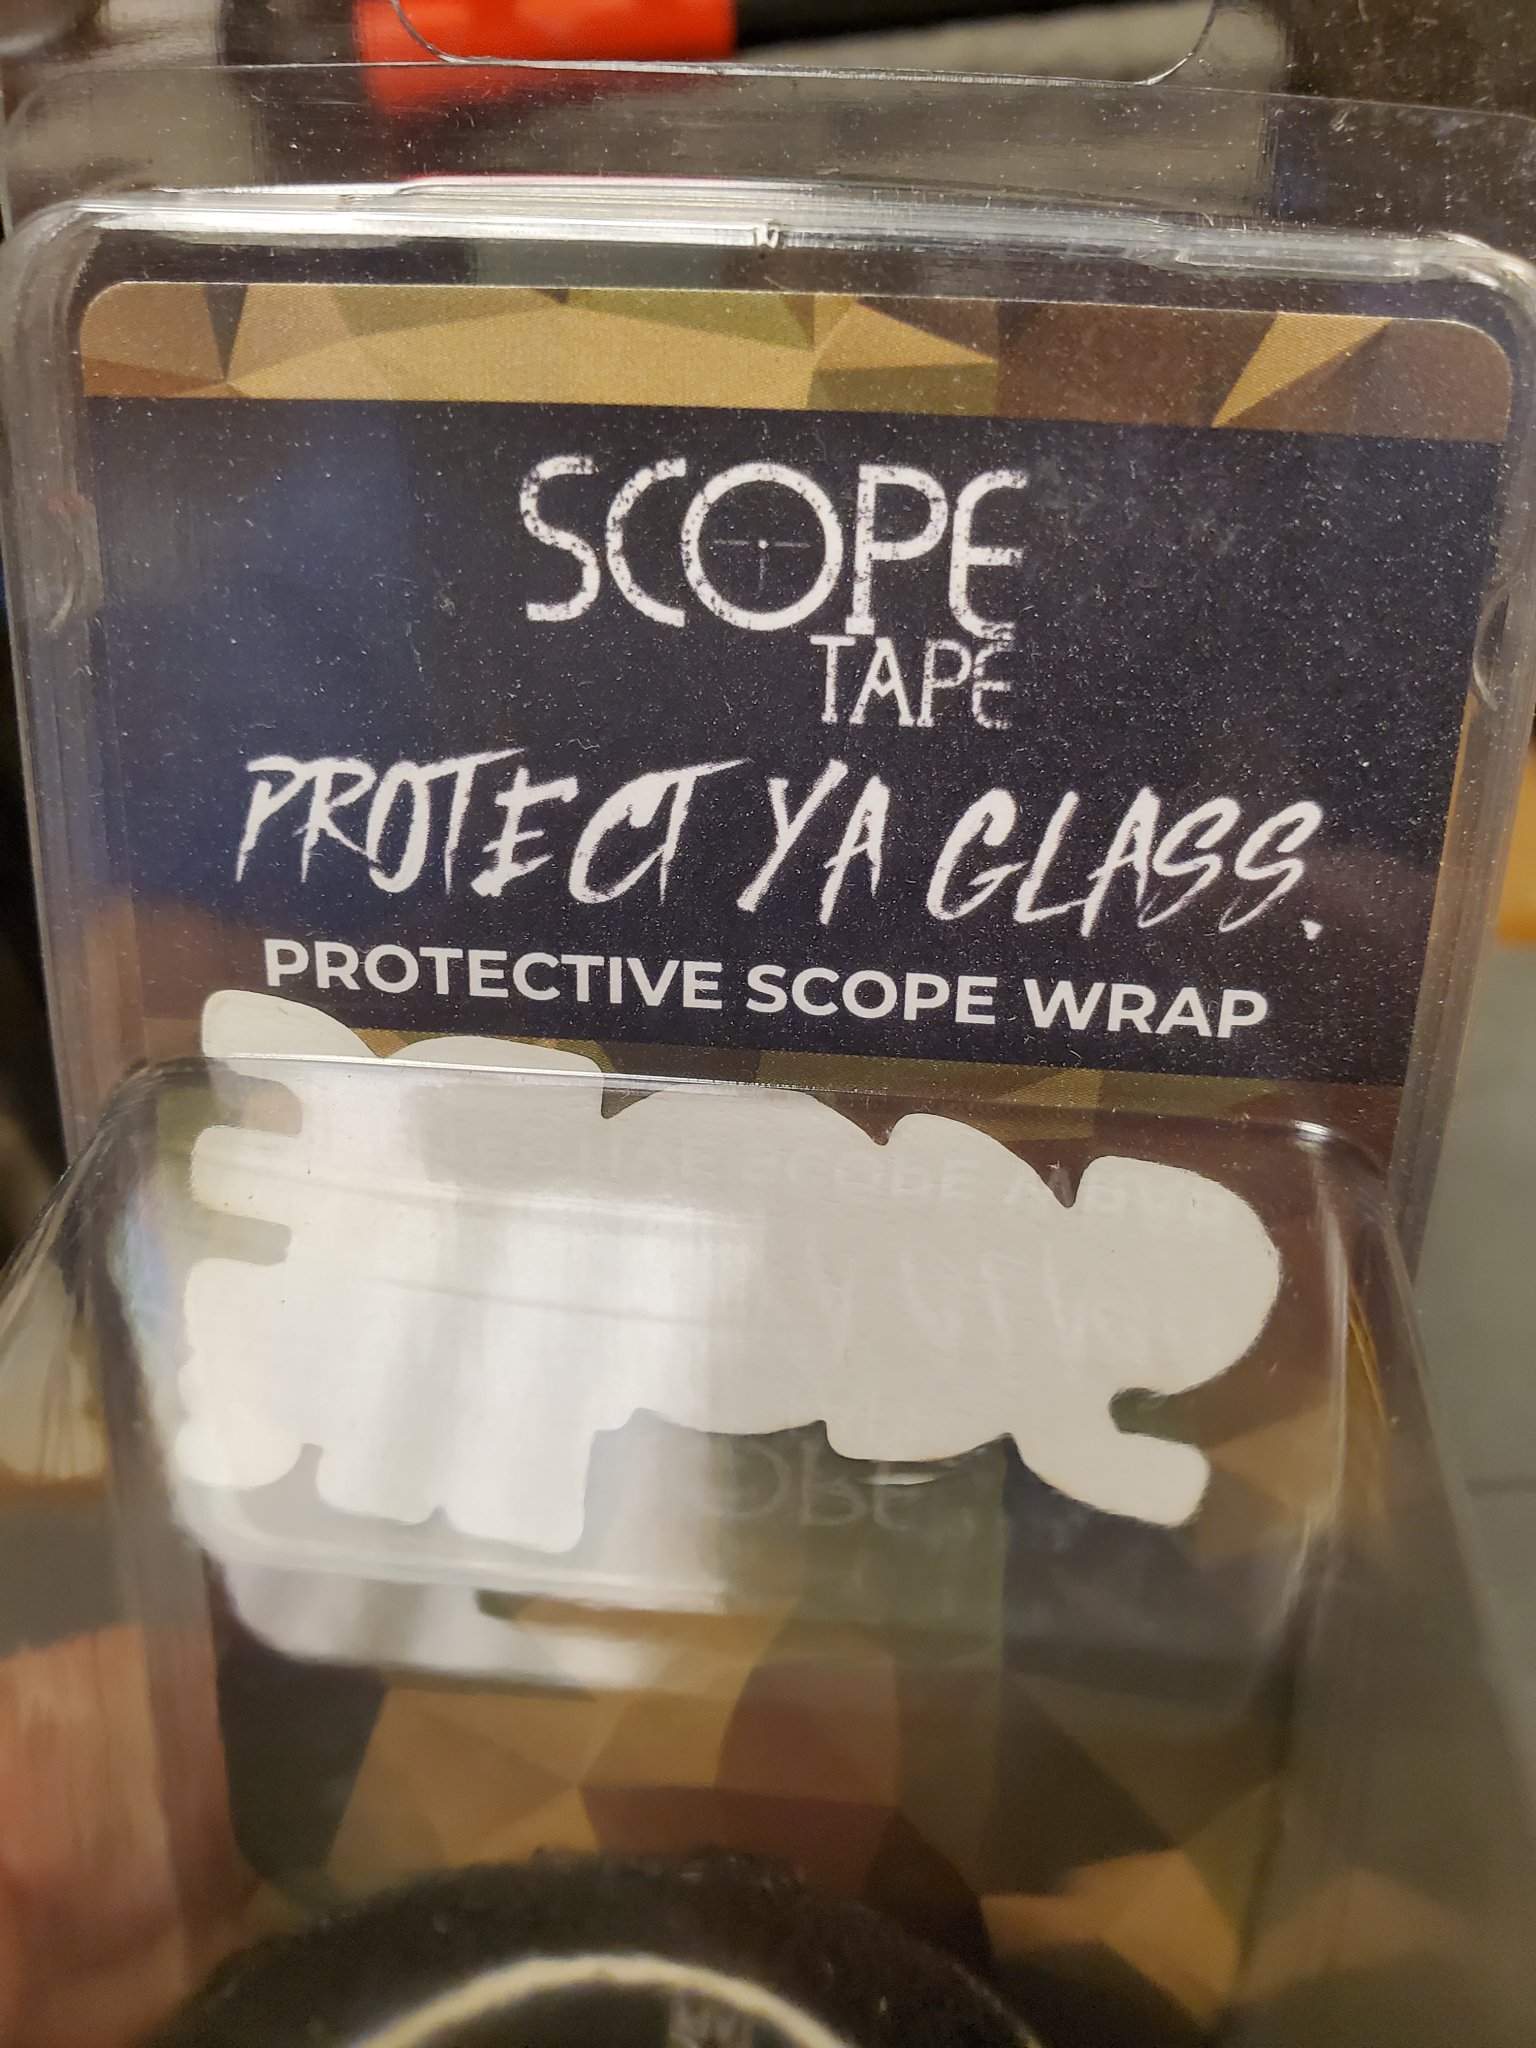 SCOPE
TAPE
PROTECT YA GLASS.
PROTECTIVE SCOPE WRAP